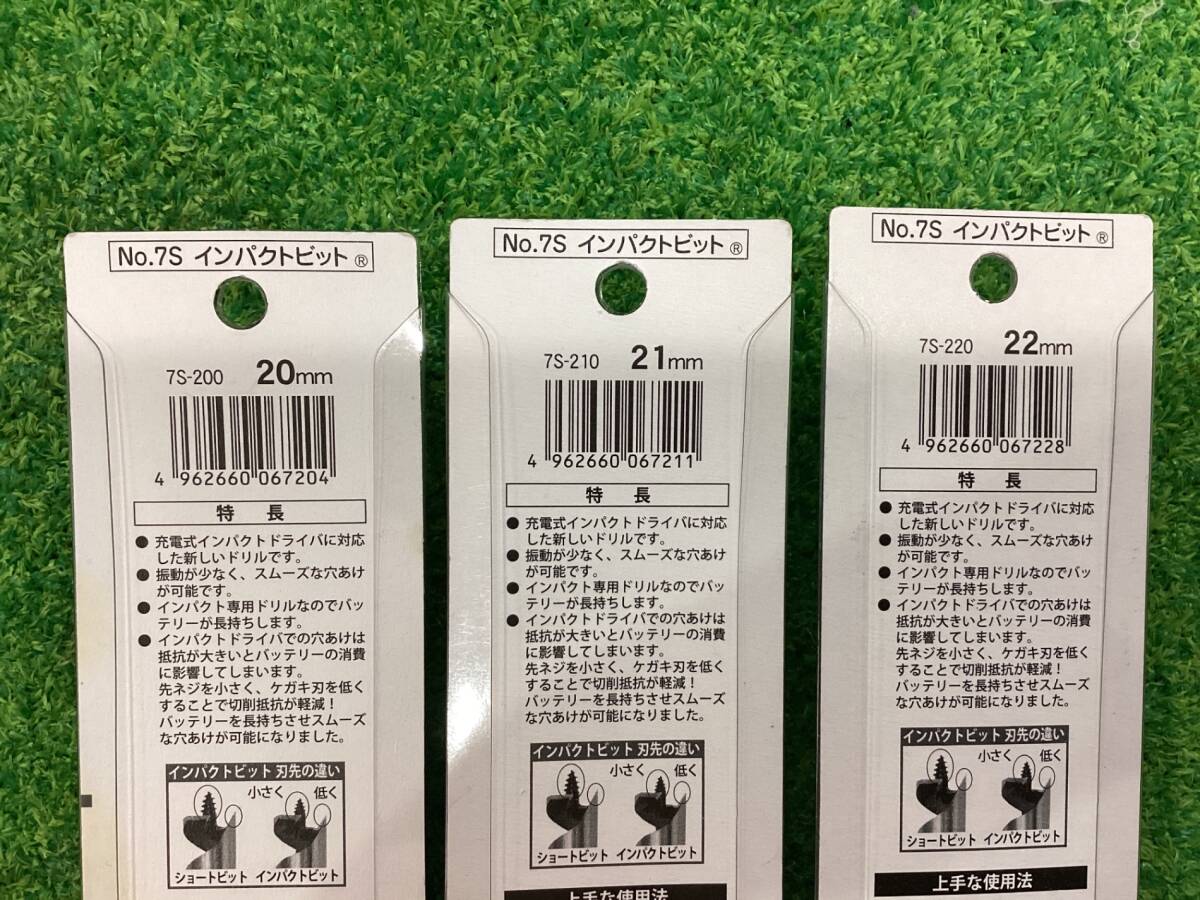 No.7S インパクトビット ®
7S-200 20mm
4 962660 067204
特 長
● 充電式インパクトドライバに対応
した新しいドリルです。
● 振動が少なく、スムーズな穴あけ
が可能です。
● インパクト専用ドリルなのでバッ
テリーが長持ちします。
● インパクトドライバでの穴あけは
抵抗が大きいとバッテリーの消費
に影響してしまいます。
先ネジを小さく、ケガキ刃を低く
することで切削抵抗が軽減！
バッテリーを長持ちさせスムーズ
な穴あけが可能になりました。
インパクトビット 刃先の違い
小さく 低く
ショートビット インパクトビット
No.7S インパクトビット ®
7S-210 21mm
4 962660 067211
特 長
● 充電式インパクトドライバに対応
した新しいドリルです。
● 振動が少なく、スムーズな穴あけ
が可能です。
● インパクト専用ドリルなのでバッ
テリーが長持ちします。
● インパクトドライバでの穴あけは
抵抗が大きいとバッテリーの消費
に影響してしまいます。
先ネジを小さく、ケガキ刃を低く
することで切削抵抗が軽減！
バッテリーを長持ちさせスムーズ
な穴あけが可能になりました。
インパクトビット 刃先の違い
小さく 低く
ショートビット インパクトビット
上手な使用法
No.7S インパクトビット ®
7S-220 22mm
4 962660 067228
特 長
● 充電式インパクトドライバに対応
した新しいドリルです。
● 振動が少なく、スムーズな穴あけ
が可能です。
● インパクト専用ドリルなのでバッ
テリーが長持ちします。
● インパクトドライバでの穴あけは
抵抗が大きいとバッテリーの消費
に影響してしまいます。
先ネジを小さく、ケガキ刃を低く
することで切削抵抗が軽減！
バッテリーを長持ちさせスムーズ
な穴あけが可能になりました。
インパクトビット 刃先の違い
小さく 低く
ショートビット インパクトビット
上手な使用法